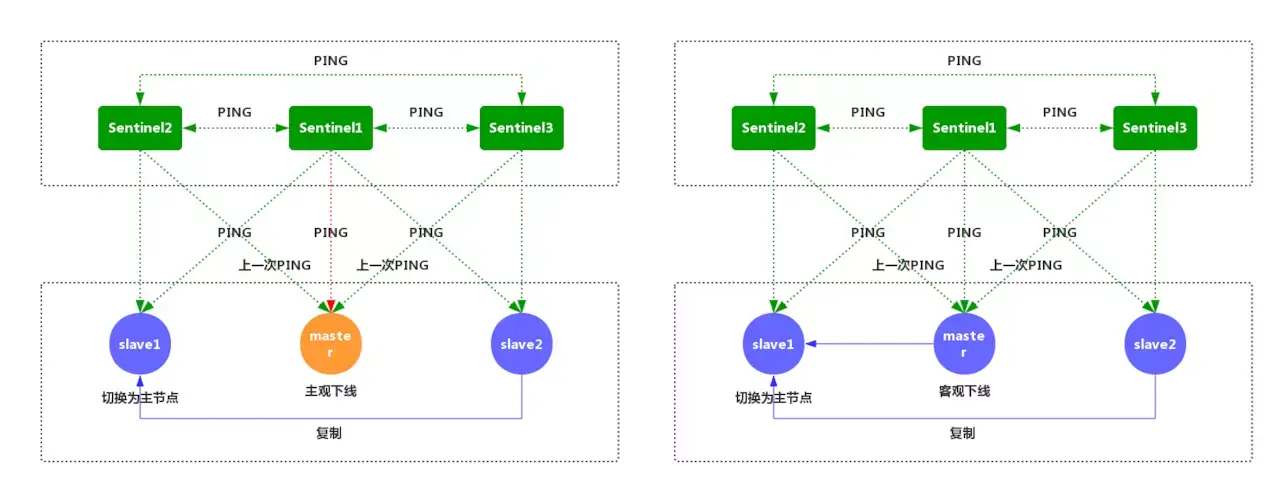 PING
Sentinel2
PING
Sentinel1
PING
Sentinel3
PING
PING
PING
上一次PING
上一次PING
slave1
maste
r
slave2
切换为主节点
主观下线
复制
PING
Sentinel2
PING
Sentinel1
PING
Sentinel3
PING
PING
PING
上一次PING
上一次PING
slave1
maste
r
slave2
切换为主节点
客观下线
复制